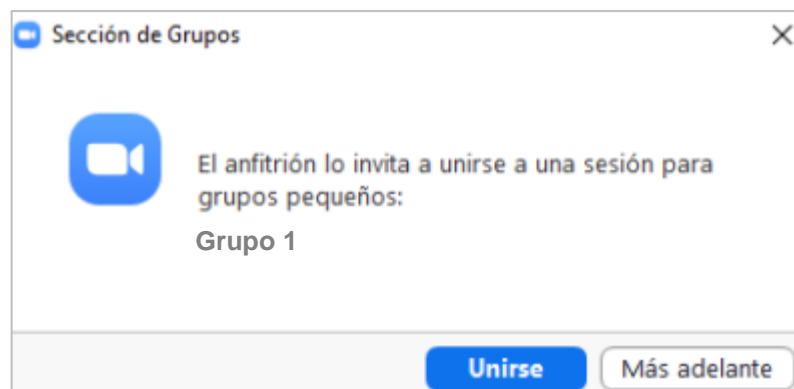 Sección de Grupos
El anfitrión lo invita a unirse a una sesión para
grupos pequeños:
Grupo 1
Unirse
Más adelante